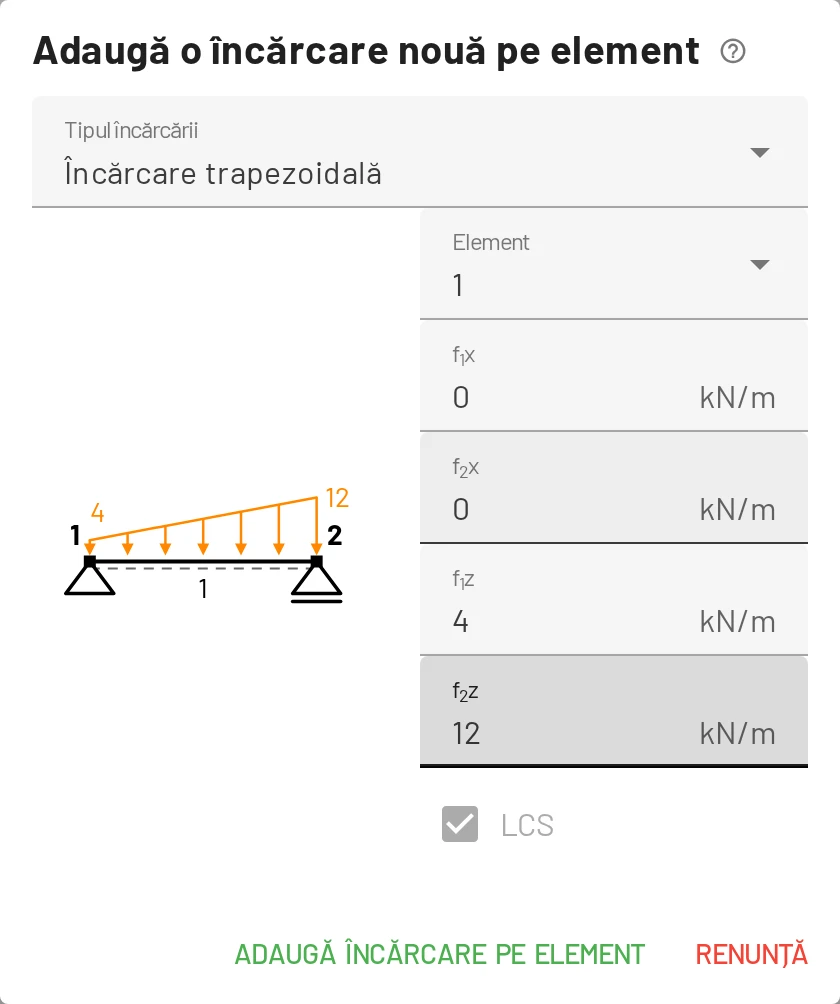 Adaugă o încărcare nouă pe element
Tipul încărcării
Încărcare trapezoidală
Element
1
f₁x
0 kN/m
f₂x
0 kN/m
4
12
1
2
1
f₁z
4 kN/m
f₂z
12 kN/m
LCS
ADAUGĂ ÎNCĂRCARE PE ELEMENT
RENUNȚĂ